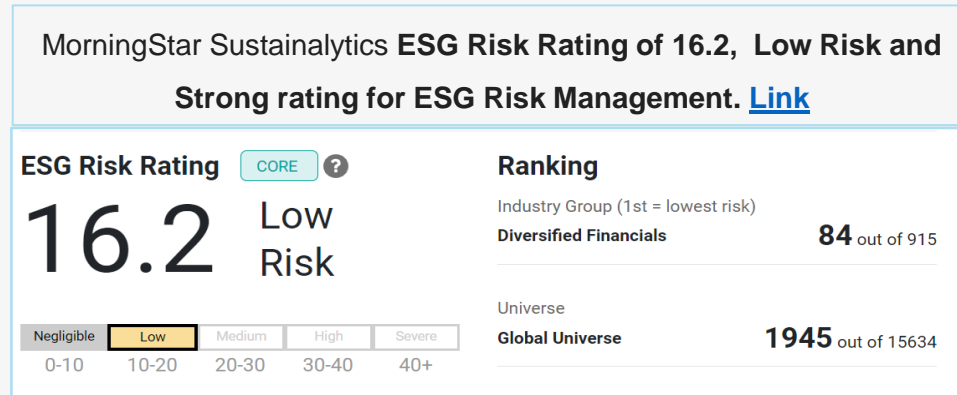 MorningStar Sustainalytics ESG Risk Rating of 16.2, Low Risk and
Strong rating for ESG Risk Management. Link
ESG Risk Rating CORE ?
16.2 Low
Risk
Negligible Low Medium High Severe
0-10 10-20 20-30 30-40 40+
Ranking
Industry Group (1st = lowest risk)
Diversified Financials 84 out of 915
Universe
Global Universe 1945 out of 15634